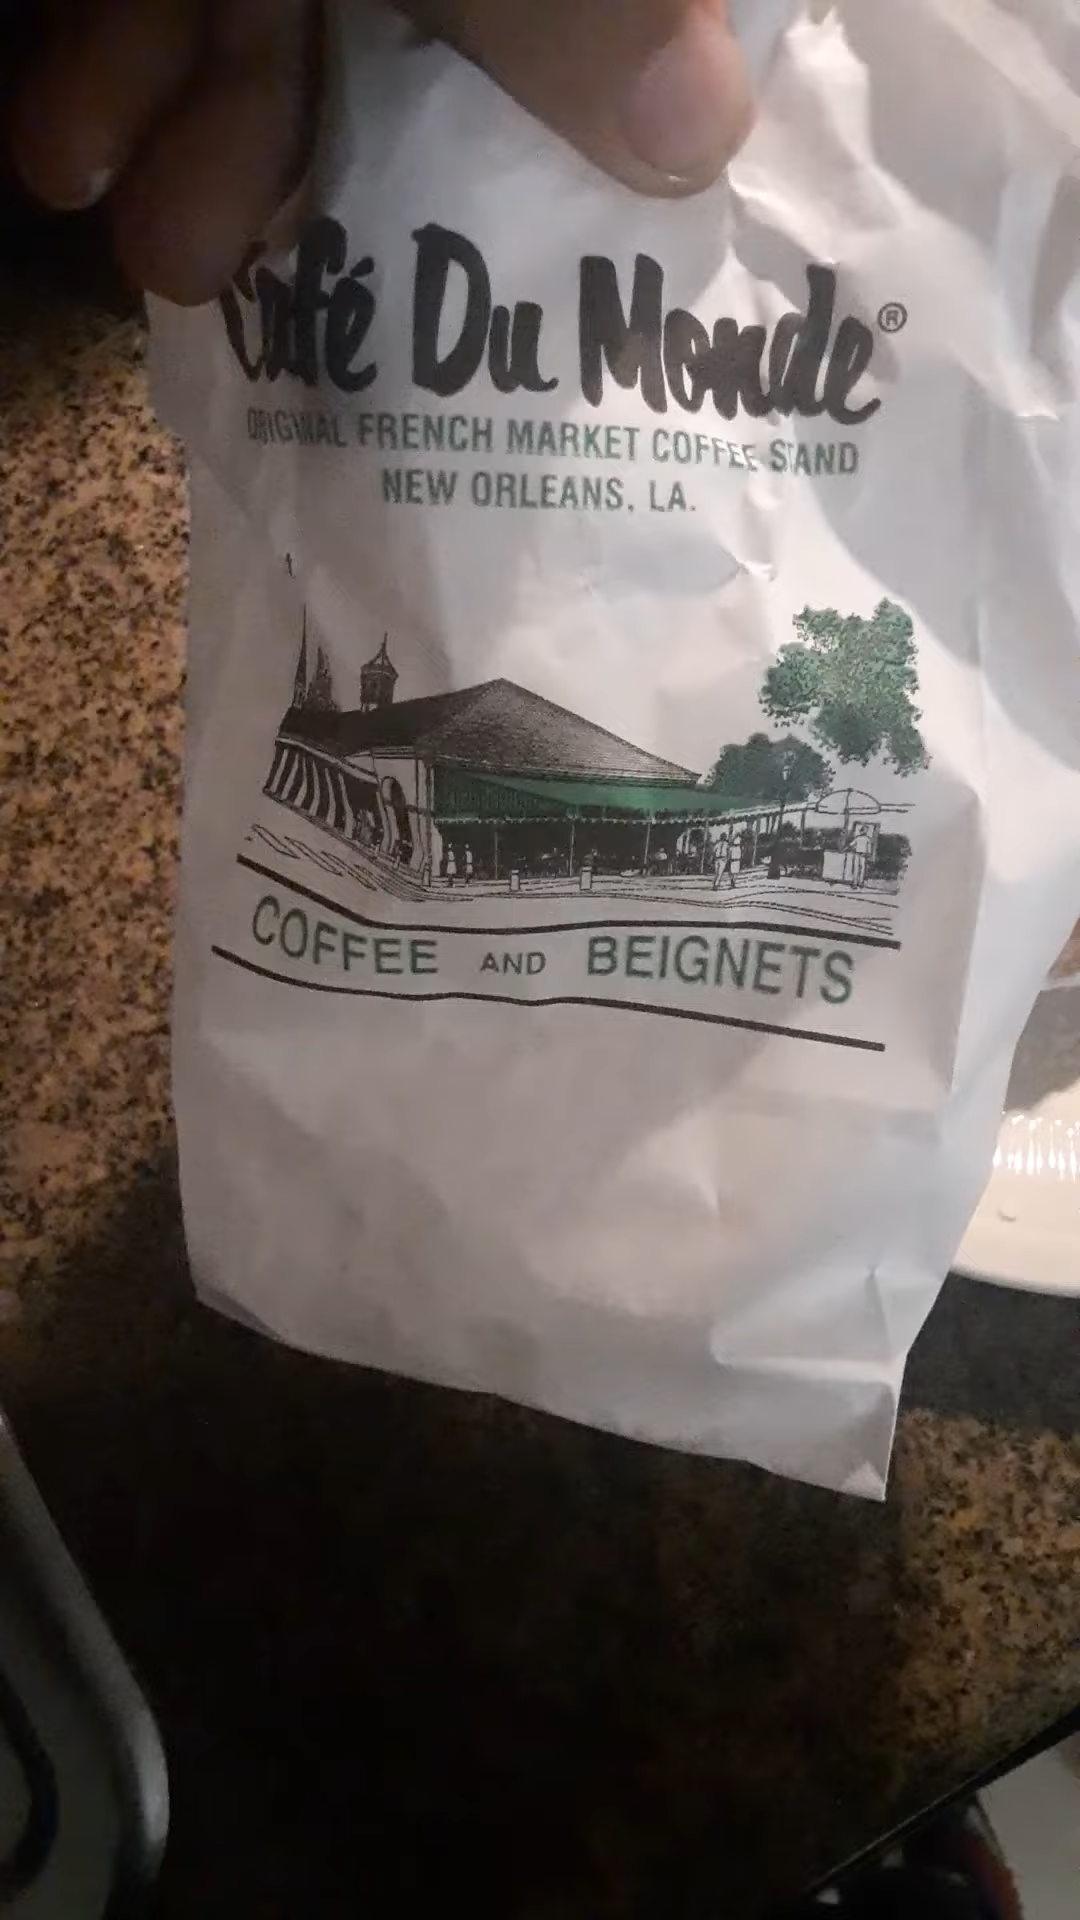 Café Du Monde®
ORIGINAL FRENCH MARKET COFFEE STAND
NEW ORLEANS, LA.
COFFEE AND BEIGNETS